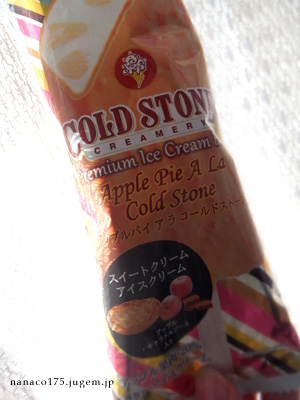 COLD STONE
CREAMERY
Premium Ice Cream
Apple Pie A La
Cold Stone
プルパイ アラ コールドスト
スイートクリーム
アイスクリーム
アップル
nanaco175.jugem.jp